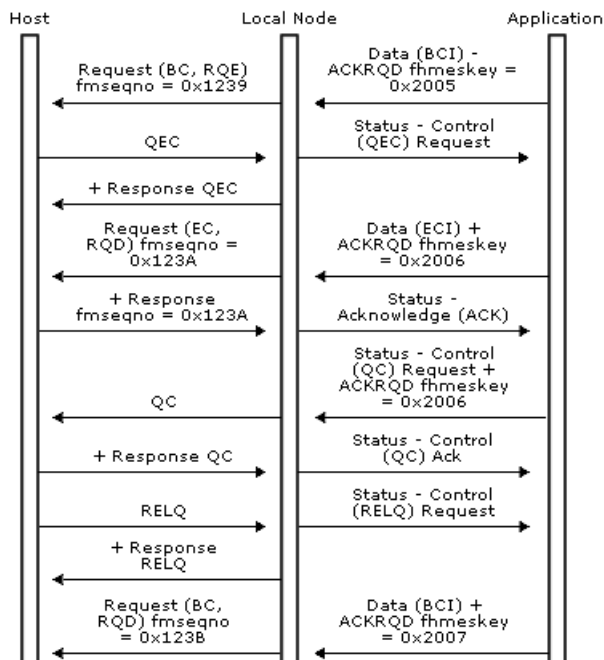 Host
Local Node
Application
Request (BC, RQE)
fmseqno = 0x1239
Data (BCI) -
ACKRQD fhmeskey =
0x2005
QEC
Status - Control
(QEC) Request
+ Response QEC
Request (EC,
RQD) fmseqno =
0x123A
Data (ECI) +
ACKRQD fhmeskey
= 0x2006
+ Response
fmseqno = 0x123A
Status -
Acknowledge (ACK)
QC
Status - Control
(QC) Request +
ACKRQD fhmeskey
= 0x2006
+ Response QC
Status - Control
(QC) Ack
RELQ
Status - Control
(RELQ) Request
+ Response
RELQ
Request (BC,
RQD) fmseqno
= 0x123B
Data (BCI) +
ACKRQD fhmeskey
= 0x2007